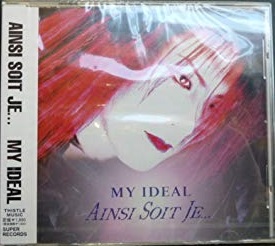 AINSI SOIT JE... MY IDEAL
THISTLE
MUSIC
SUPER
RECORDS
MY IDEAL
AINSI SOIT JE...